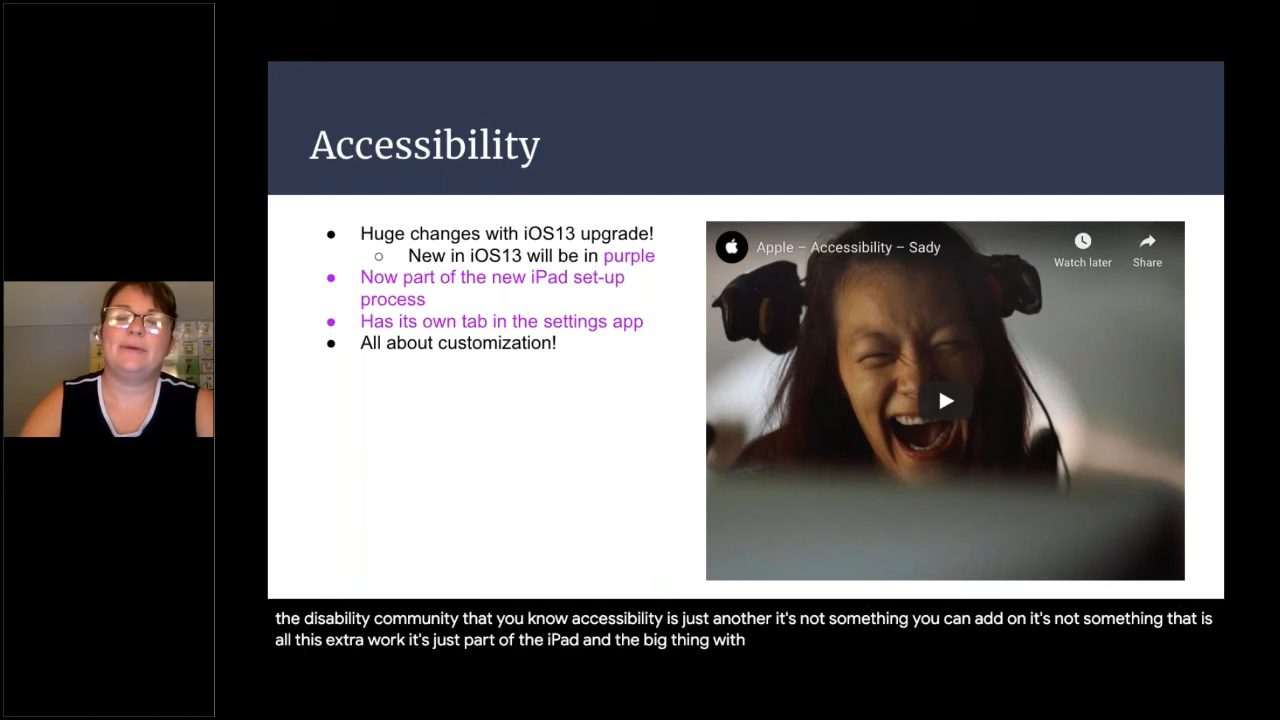 Accessibility
● Huge changes with iOS13 upgrade!
○ New in iOS13 will be in purple
● Now part of the new iPad set-up
process
● Has its own tab in the settings app
● All about customization!
Apple – Accessibility – Sady
Watch later
Share
the disability community that you know accessibility is just another it's not something you can add on it's not something that is
all this extra work it's just part of the iPad and the big thing with